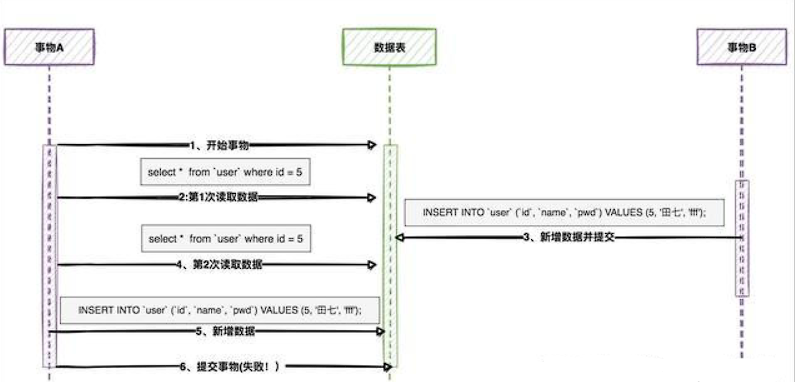 事物A
数据表
事物B
1、开始事物
select * from `user` where id = 5
2:第1次读取数据
INSERT INTO `user` (`id`, `name`, `pwd`) VALUES (5, '田七', 'fff');
3、新增数据并提交
select * from `user` where id = 5
4、第2次读取数据
INSERT INTO `user` (`id`, `name`, `pwd`) VALUES (5, '田七', 'fff');
5、新增数据
6、提交事物(失败！)